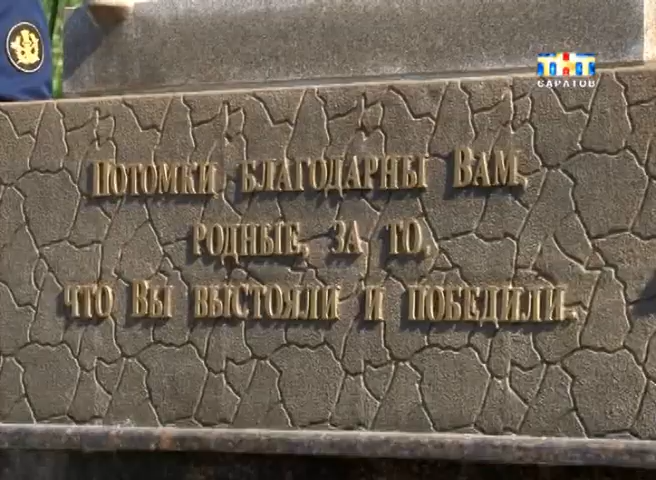 ТНТ
САРАТОВ
Потомки благодарны Вам,
родные, за то,
что Вы выстояли и победили.